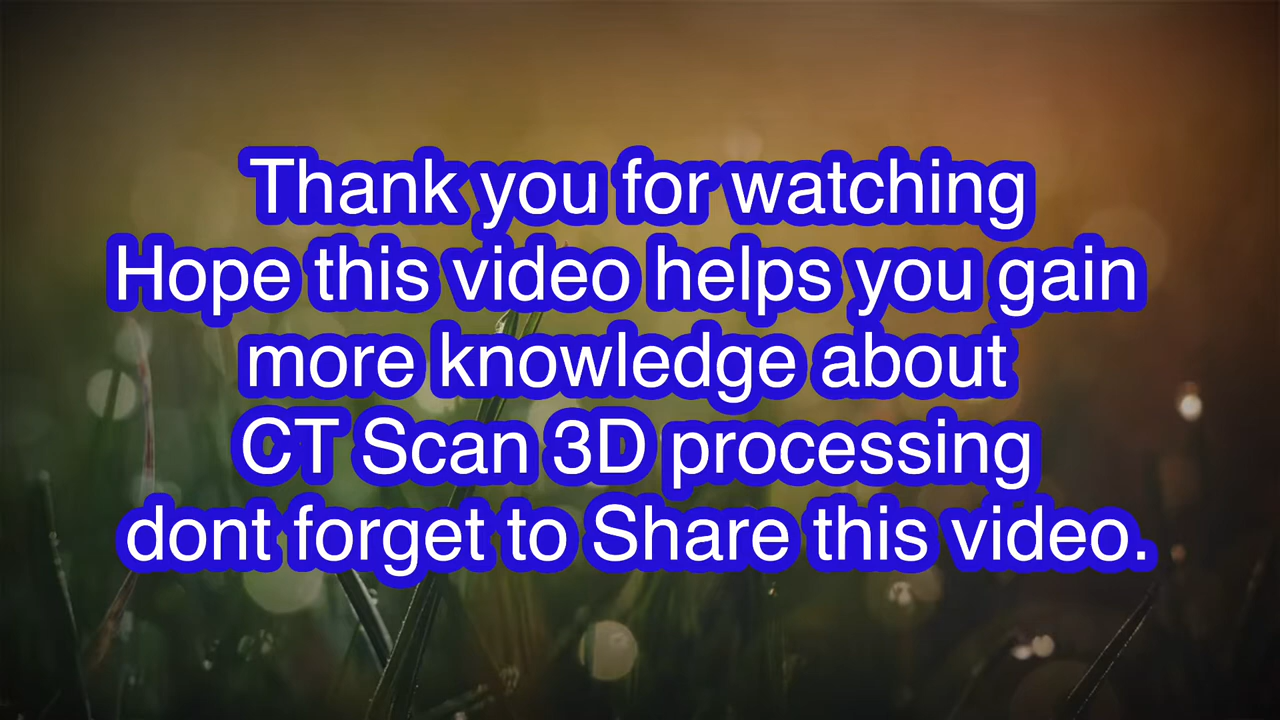 Thank you for watching
Hope this video helps you gain
more knowledge about
CT Scan 3D processing
dont forget to Share this video.